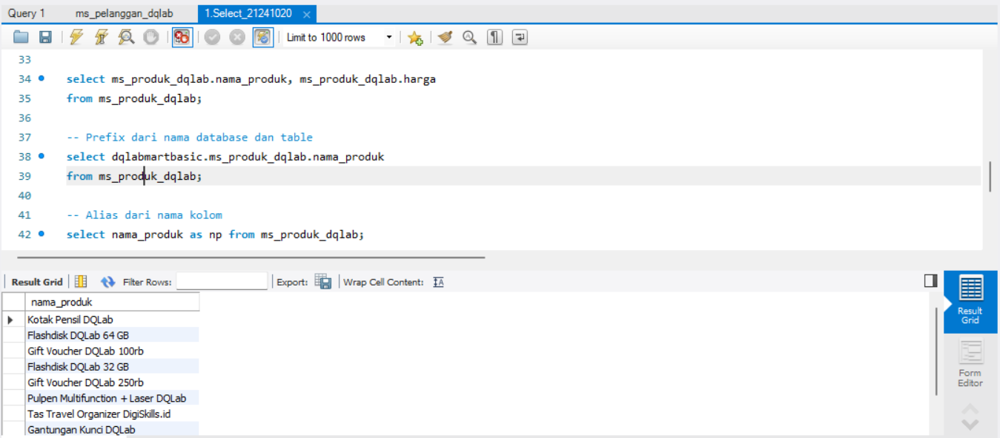 Query 1 ms_pelanggan_dqlab 1.Select_21241020 ×
Limit to 1000 rows
33
34 select ms_produk_dqlab.nama_produk, ms_produk_dqlab.harga
35 from ms_produk_dqlab;
36
37 -- Prefix dari nama database dan table
38 select dqlabmartbasic.ms_produk_dqlab.nama_produk
39 from ms_produk_dqlab;
40
41 -- Alias dari nama kolom
42 select nama_produk as np from ms_produk_dqlab;
Result Grid Filter Rows: Export: Wrap Cell Content: IA
nama_produk
Kotak Pensil DQLab
Flashdisk DQLab 64 GB
Gift Voucher DQLab 100rb
Flashdisk DQLab 32 GB
Gift Voucher DQLab 250rb
Pulpen Multifunction + Laser DQLab
Tas Travel Organizer DigiSkills.id
Gantungan Kunci DQLab
Result
Grid
Form
Editor